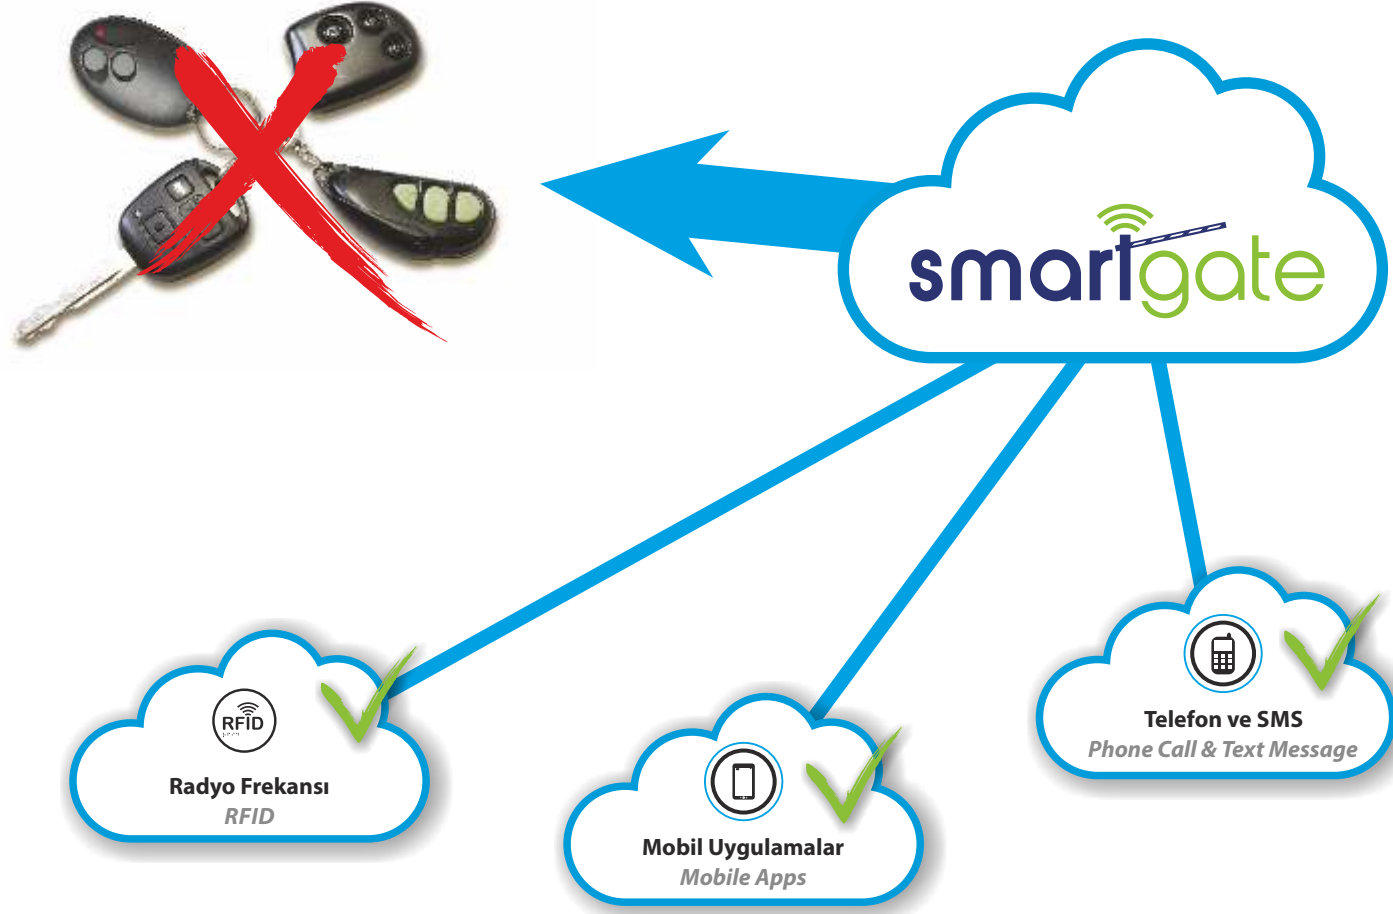 smartgate
RFID
Radyo Frekansı
RFID
Mobil Uygulamalar
Mobile Apps
Telefon ve SMS
Phone Call & Text Message